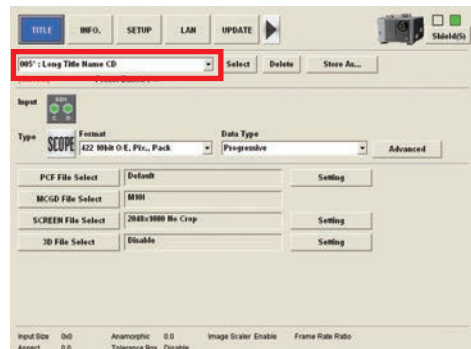 TITLE INFO. SETUP LAN UPDATE Shield(S)
005* : Long Title Name CD Select Delete Store As...
Input SDI
C D
Type SCOPE Format Data Type
422 10bit O/E, Plx., Pack Progressive Advanced
PCF File Select Default Setting
MCGD File Select M101
SCREEN File Select 2048x1080 No Crop Setting
3D File Select Disable Setting
Input Size 0x0 Anamorphic 0.0 Image Scaler Enable Frame Rate Ratio
Aspect 0.0 Tolerance Box Disable